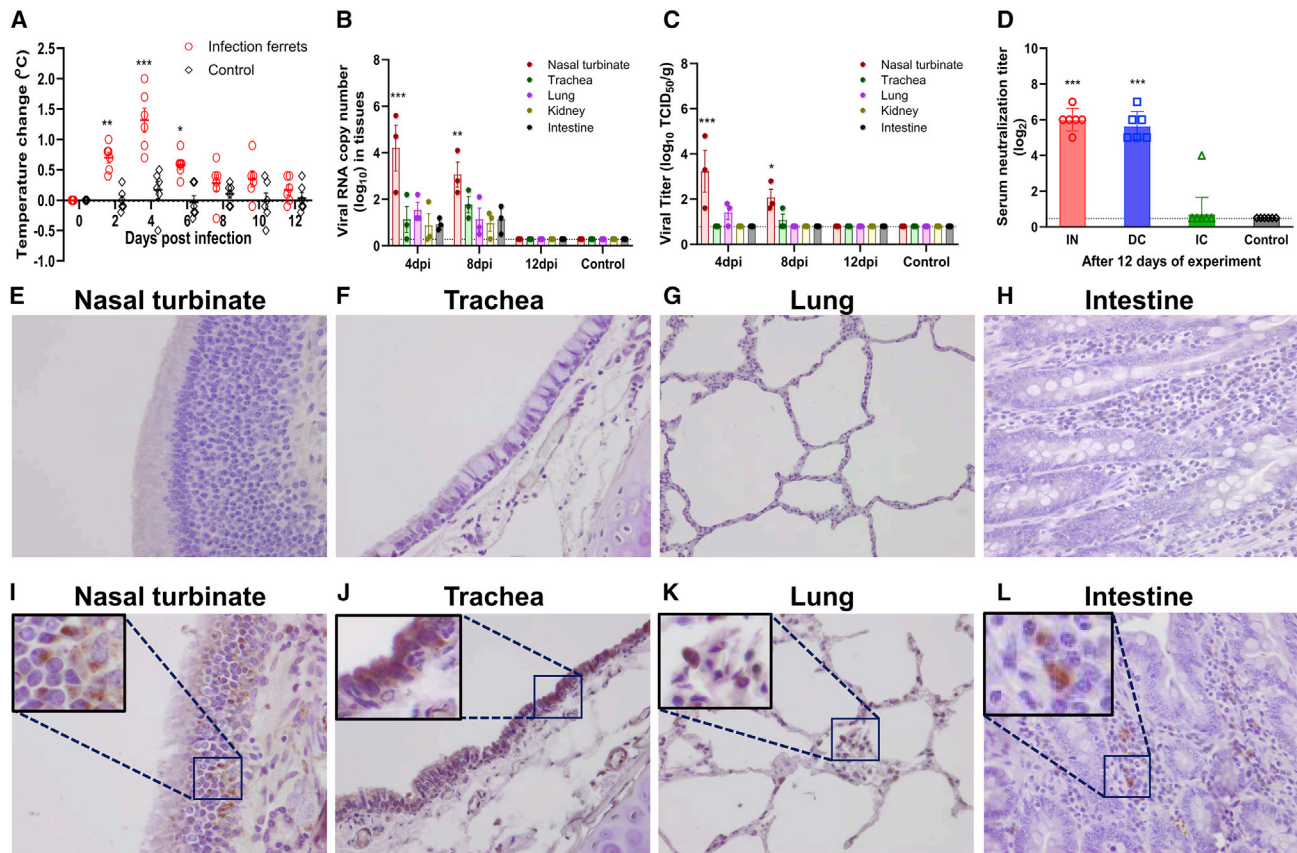 A
Temperature change (°C)
2.5
2.0
1.5
1.0
0.5
0.0
-0.5
-1.0
Infection ferrets
Control
***
**
*
0 2 4 6 8 10 12
Days post infection
B
Viral RNA copy number
(log10) in tissues
8
6
4
2
0
Nasal turbinate
Trachea
Lung
Kidney
Intestine
***
**
4dpi 8dpi 12dpi Control
C
Viral Titer (log10 TCID50/g)
8
6
4
2
0
Nasal turbinate
Trachea
Lung
Kidney
Intestine
***
*
4dpi 8dpi 12dpi Control
D
Serum neutralization titer
(log2)
10
8
6
4
2
0
*** ***
IN DC IC Control
After 12 days of experiment
E Nasal turbinate
F Trachea
G Lung
H Intestine
I Nasal turbinate
J Trachea
K Lung
L Intestine